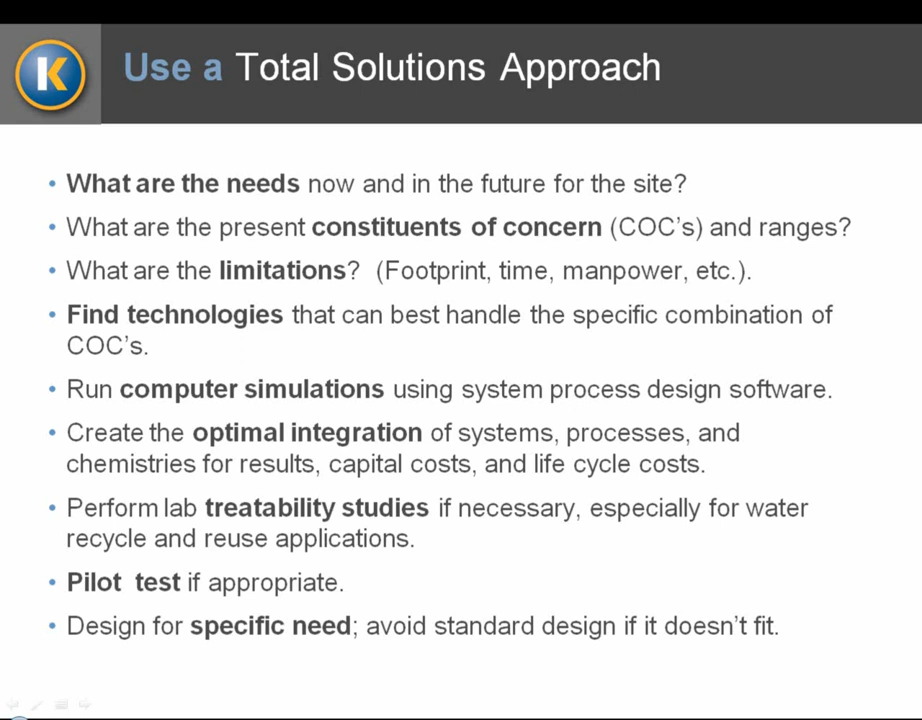 K
Use a Total Solutions Approach
• What are the needs now and in the future for the site?
• What are the present constituents of concern (COC's) and ranges?
• What are the limitations? (Footprint, time, manpower, etc.).
• Find technologies that can best handle the specific combination of
COC's.
• Run computer simulations using system process design software.
• Create the optimal integration of systems, processes, and
chemistries for results, capital costs, and life cycle costs.
• Perform lab treatability studies if necessary, especially for water
recycle and reuse applications.
• Pilot test if appropriate.
• Design for specific need; avoid standard design if it doesn't fit.